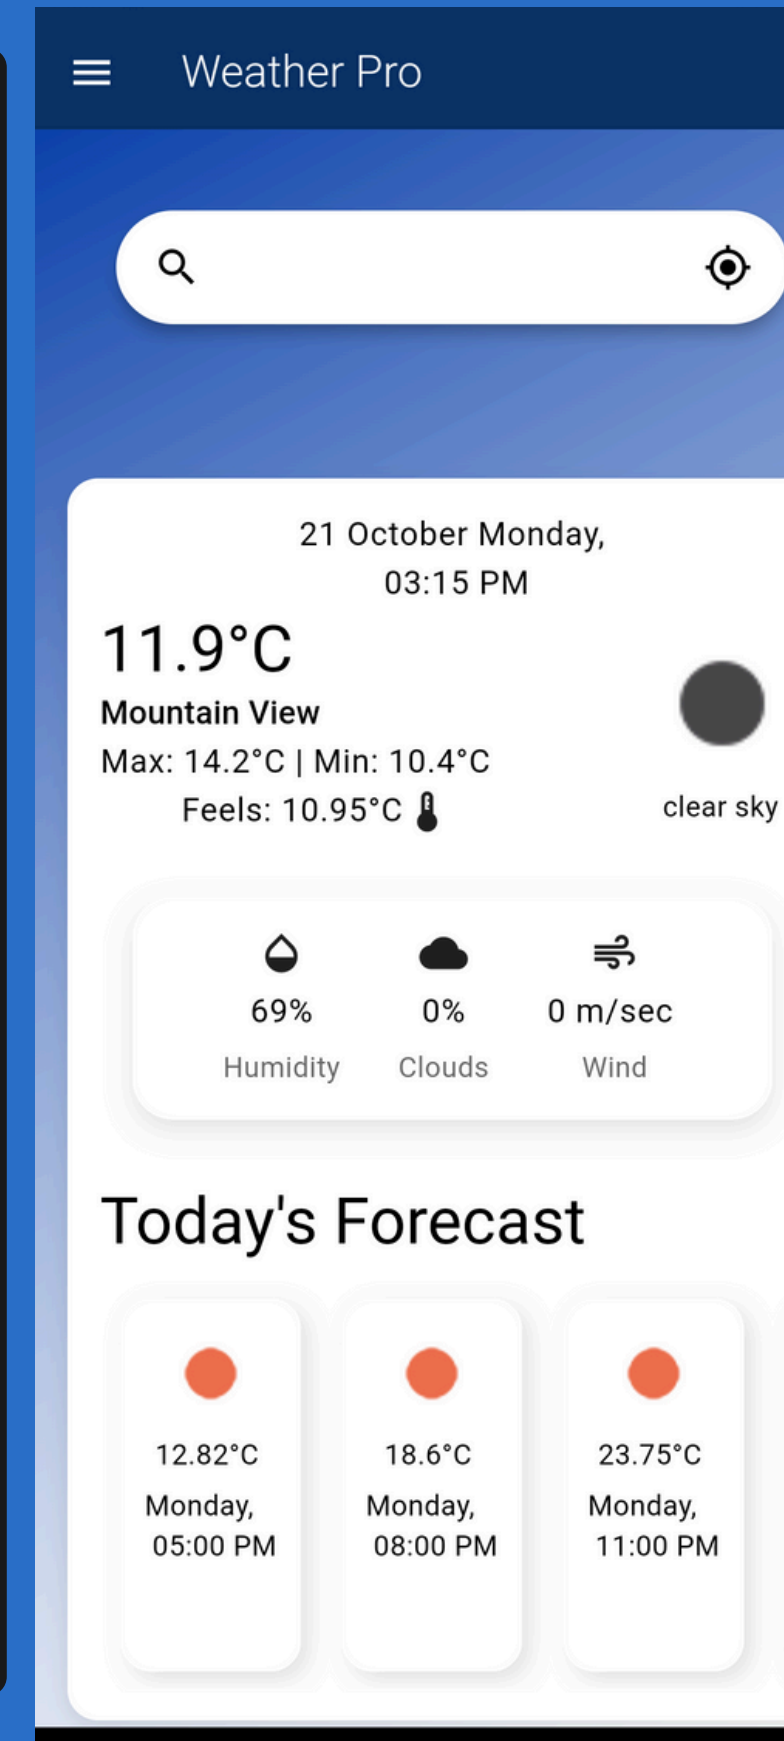 Weather Pro
21 October Monday,
03:15 PM
11.9°C
Mountain View
Max: 14.2°C | Min: 10.4°C
Feels: 10.95°C
clear sky
69% 0% 0 m/sec
Humidity Clouds Wind
Today's Forecast
12.82°C 18.6°C 23.75°C
Monday, Monday, Monday,
05:00 PM 08:00 PM 11:00 PM